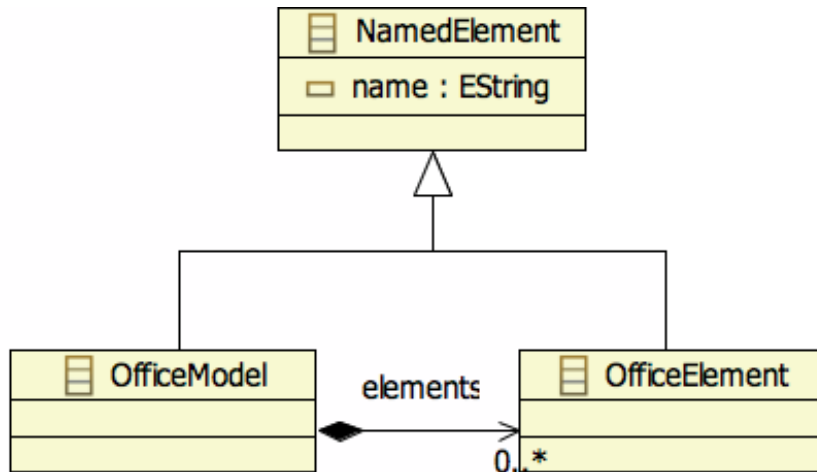 NamedElement
name : EString
OfficeModel
elements
OfficeElement
0..*